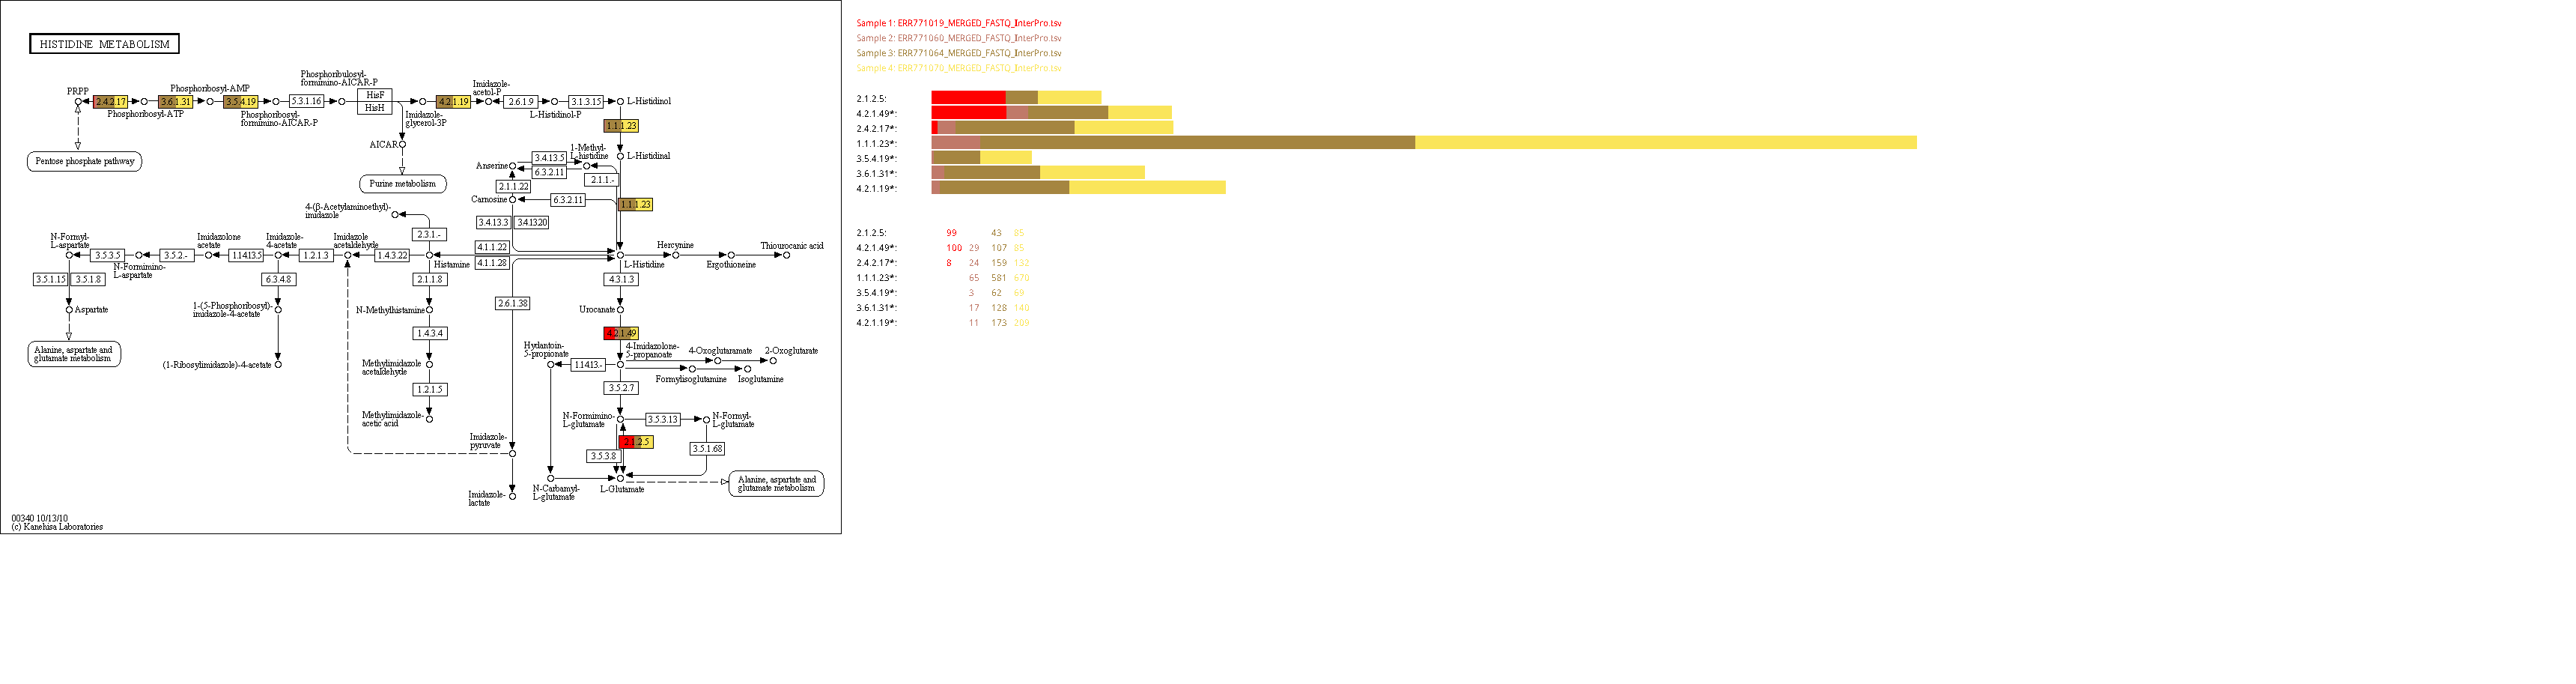 HISTIDINE METABOLISM
Phosphoribulosyl-
formimino-AICAR-P
Imidazole-
acetol-P
PRPP
Phosphoribosyl-AMP
HisF
2.4.2.17
3.6.1.31
3.5.4.19
5.3.1.16
4.2.1.19
2.6.1.9
3.1.3.15
L-Histidinol
HisH
Phosphoribosyl-ATP
Phosphoribosyl-
formimino-AICAR-P
Imidazole-
glycerol-3P
L-Histidinol-P
1.1.1.23
AICAR
1-Methyl-
L-histidine
Pentose phosphate pathway
Anserine
3.4.13.5
L-Histidinal
6.3.2.11
Purine metabolism
2.1.1.22
2.1.1.-
Carnosine
6.3.2.11
1.1.1.23
4-(β-Acetylaminoethyl)-
imidazole
3.4.13.3
3.4.13.20
2.3.1.-
N-Formyl-
L-aspartate
Imidazolone
acetate
Imidazole-
4-acetate
Imidazole
acetaldehyde
4.1.1.22
Hercynine
Thiourocanic acid
3.5.3.5
3.5.2.-
1.14.13.5
1.2.1.3
1.4.3.22
N-Formimino-
L-aspartate
Histamine
4.1.1.28
L-Histidine
Ergothioneine
3.5.1.15
3.5.1.8
6.3.4.8
2.1.1.8
4.3.1.3
2.6.1.38
Aspartate
1-(5-Phosphoribosyl)-
imidazole-4-acetate
N-Methylhistamine
Urocanate
1.4.3.4
4.2.1.49
Alanine, aspartate and
glutamate metabolism
Hydantoin-
5-propionate
4-Imidazolone-
5-propanoate
4-Oxoglutaramate
2-Oxoglutarate
(1-Ribosylimidazole)-4-acetate
Methylimidazole
acetaldehyde
1.14.13.-
Formylisoglutamine
Isoglutamine
1.2.1.5
3.5.2.7
Methylimidazole-
acetic acid
N-Formimino-
L-glutamate
3.5.3.13
N-Formyl-
L-glutamate
Imidazole-
pyruvate
2.1.2.5
3.5.3.8
3.5.1.68
Imidazole-
lactate
N-Carbamyl-
L-glutamate
L-Glutamate
Alanine, aspartate and
glutamate metabolism
00340 10/13/10
(c) Kanehisa Laboratories
Sample 1: ERR771019_MERGED_FASTQ_InterPro.tsv
Sample 2: ERR771060_MERGED_FASTQ_InterPro.tsv
Sample 3: ERR771064_MERGED_FASTQ_InterPro.tsv
Sample 4: ERR771070_MERGED_FASTQ_InterPro.tsv
2.1.2.5:
4.2.1.49*:
2.4.2.17*:
1.1.1.23*:
3.5.4.19*:
3.6.1.31*:
4.2.1.19*:
2.1.2.5: 99 43 85
4.2.1.49*: 100 29 107 85
2.4.2.17*: 8 24 159 132
1.1.1.23*: 65 581 670
3.5.4.19*: 3 62 69
3.6.1.31*: 17 128 140
4.2.1.19*: 11 173 209